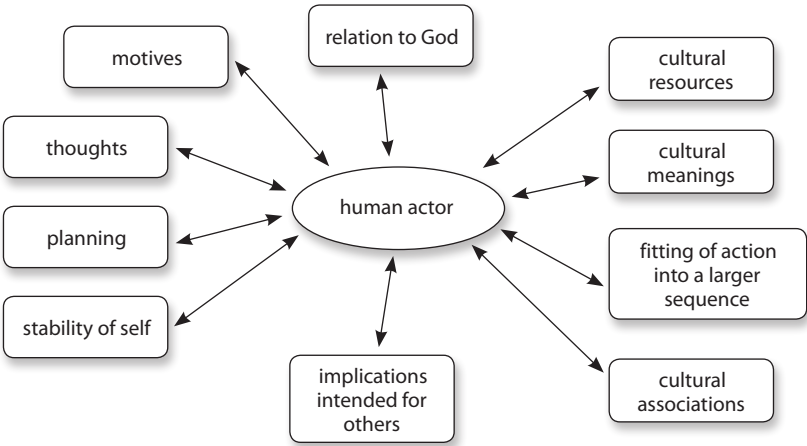 motives
relation to God
cultural
resources
thoughts
cultural
meanings
human actor
planning
fitting of action
into a larger
sequence
stability of self
implications
intended for
others
cultural
associations